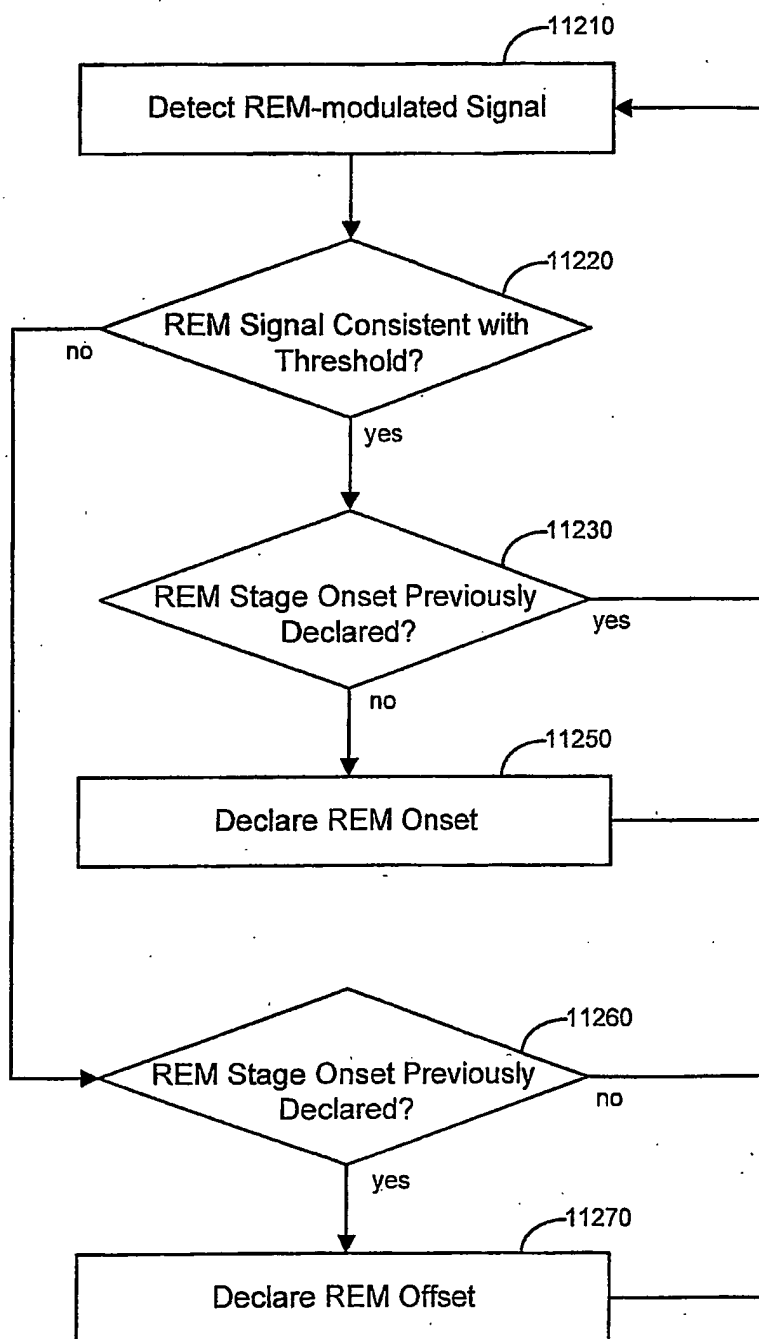 11210
Detect REM-modulated Signal
11220
REM Signal Consistent with
Threshold?
no
yes
11230
REM Stage Onset Previously
Declared?
yes
no
11250
Declare REM Onset
11260
REM Stage Onset Previously
Declared?
no
yes
11270
Declare REM Offset